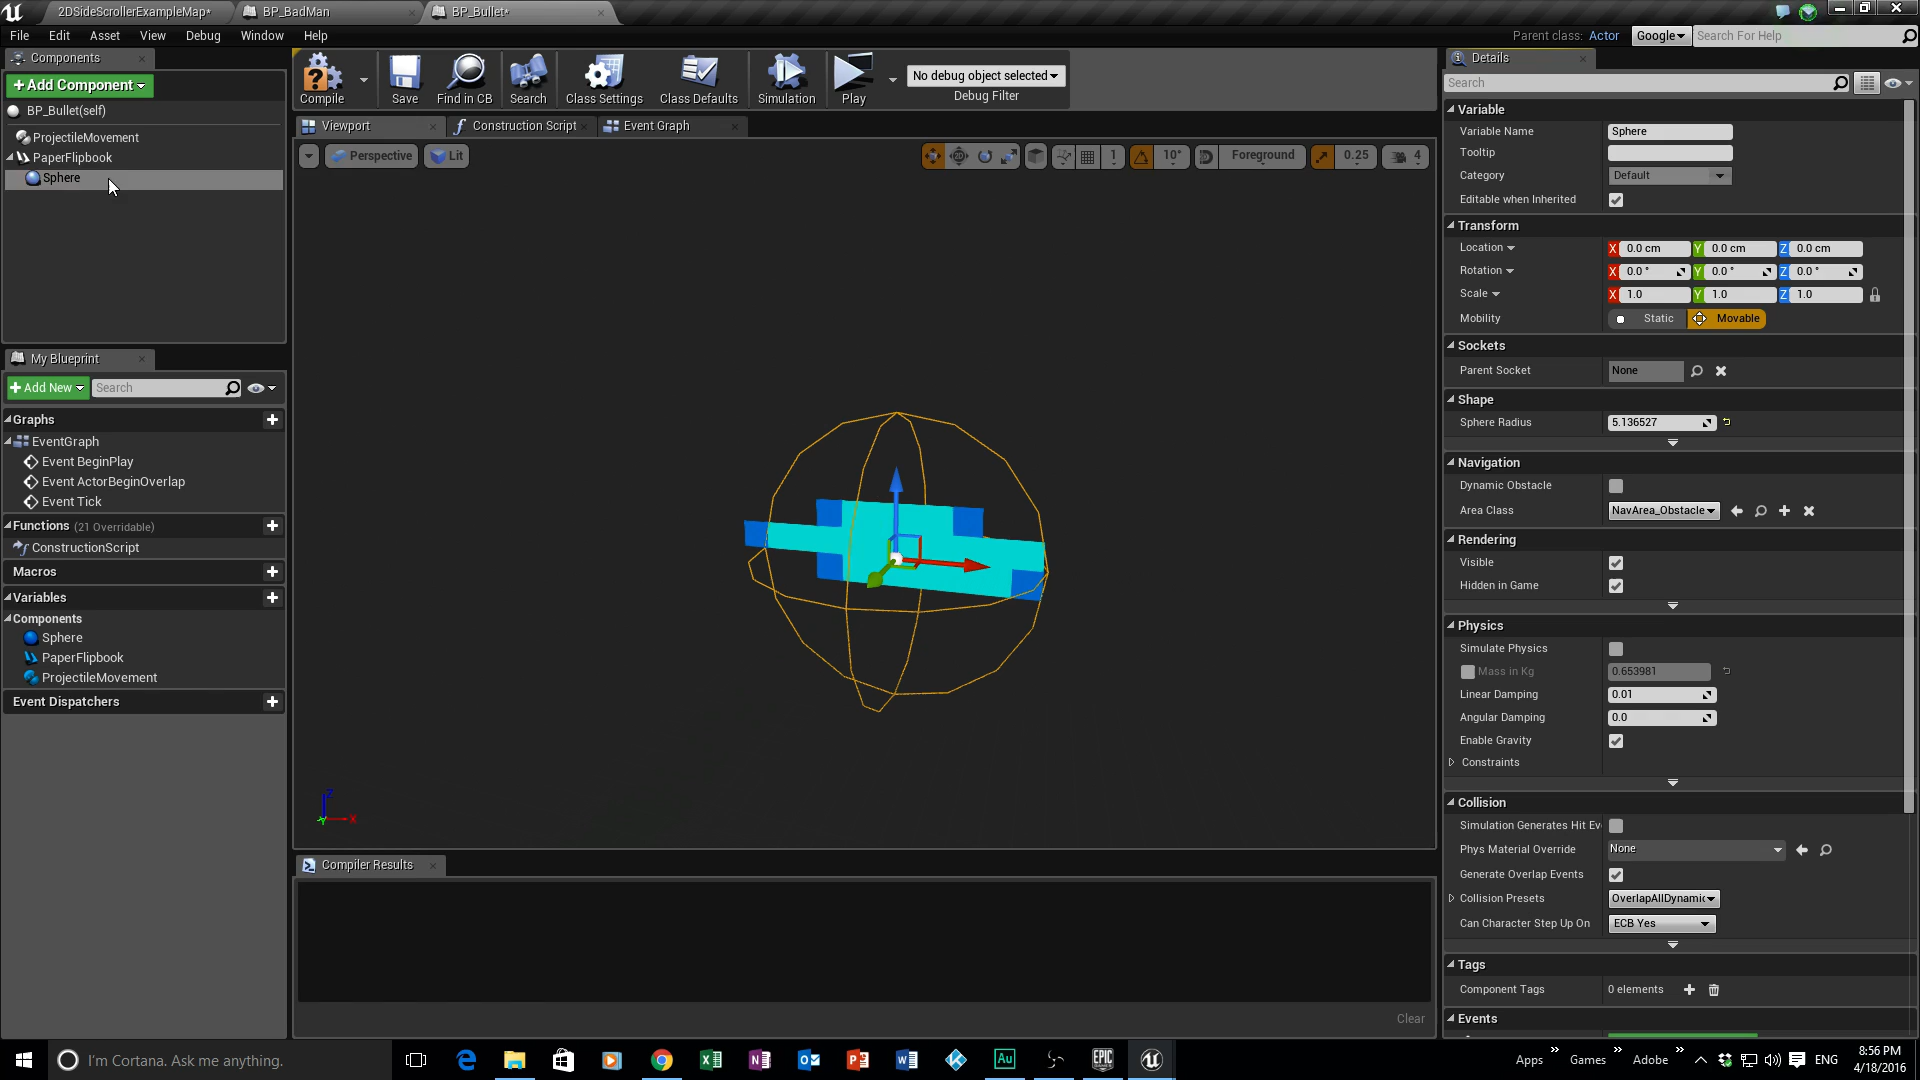 2DSideScrollerExampleMap*
BP_BadMan
BP_Bullet*
File Edit Asset View Debug Window Help
Parent class: Actor
Google
Search For Help
Components
+Add Component
BP_Bullet(self)
ProjectileMovement
PaperFlipbook
Sphere
My Blueprint
+Add New
Search
Graphs
EventGraph
Event BeginPlay
Event ActorBeginOverlap
Event Tick
Functions (21 Overridable)
ConstructionScript
Macros
Variables
Components
Sphere
PaperFlipbook
ProjectileMovement
Event Dispatchers
Compile
Save
Find in CB
Search
Class Settings
Class Defaults
Simulation
Play
No debug object selected
Debug Filter
Viewport
Construction Script
Event Graph
Perspective
Lit
1
10°
Foreground
0.25
4
Z
X
Y
Compiler Results
Clear
Details
Search
Variable
Variable Name Sphere
Tooltip
Category Default
Editable when Inherited
Transform
Location X 0.0 cm Y 0.0 cm Z 0.0 cm
Rotation X 0.0 ° Y 0.0 ° Z 0.0 °
Scale X 1.0 Y 1.0 Z 1.0
Mobility Static Movable
Sockets
Parent Socket None
Shape
Sphere Radius 5.136527
Navigation
Dynamic Obstacle
Area Class NavArea_Obstacle
Rendering
Visible
Hidden in Game
Physics
Simulate Physics
Mass in Kg 0.653981
Linear Damping 0.01
Angular Damping 0.0
Enable Gravity
Constraints
Collision
Simulation Generates Hit Ev
Phys Material Override None
Generate Overlap Events
Collision Presets OverlapAllDynamic
Can Character Step Up On ECB Yes
Tags
Component Tags 0 elements
Events
I'm Cortana. Ask me anything.
Au
EPIC GAMES
Apps » Games » Adobe »
ENG
8:56 PM
4/18/2016